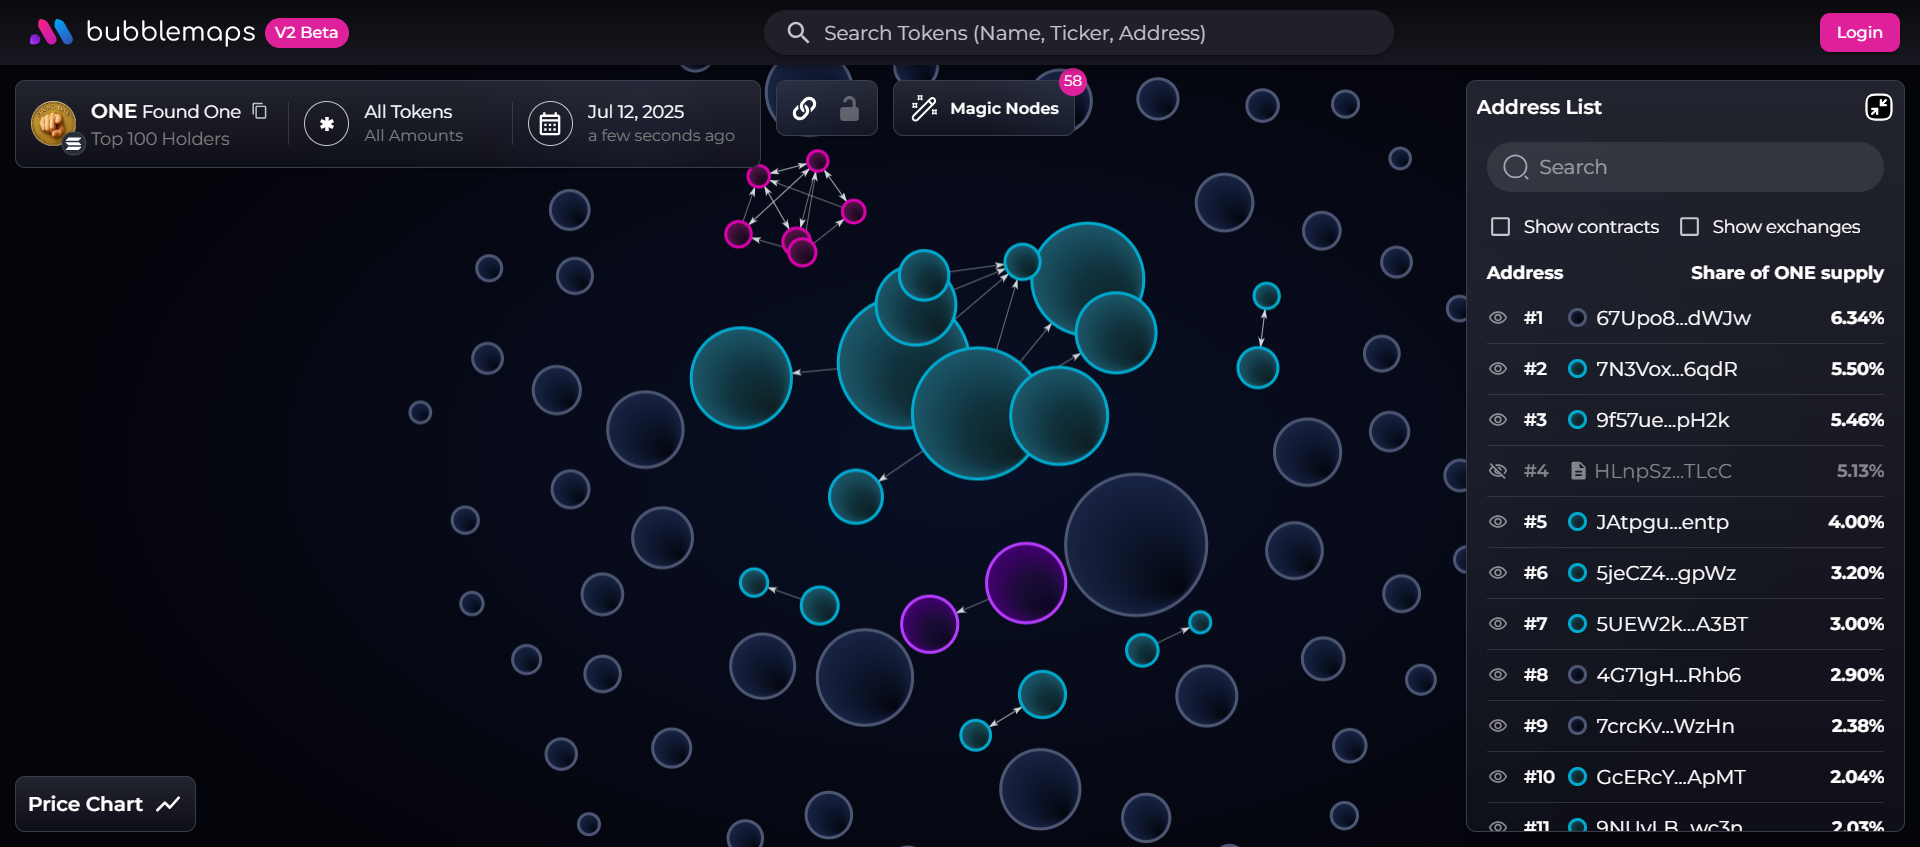 bubblemaps V2 Beta
Search Tokens (Name, Ticker, Address)
Login
ONE Found One
Top 100 Holders
All Tokens
All Amounts
Jul 12, 2025
a few seconds ago
Magic Nodes
58
Address List
Search
Show contracts
Show exchanges
Address Share of ONE supply
#1 67Upo8...dWJw 6.34%
#2 7N3Vox...6qdR 5.50%
#3 9f57ue...pH2k 5.46%
#4 HLnpSz...TLcC 5.13%
#5 JAtpgu...entp 4.00%
#6 5jeCZ4...gpWz 3.20%
#7 5UEW2k...A3BT 3.00%
#8 4G71gH...Rhb6 2.90%
#9 7crcKv...WzHn 2.38%
#10 GcERcY...ApMT 2.04%
#11 2.03%
Price Chart